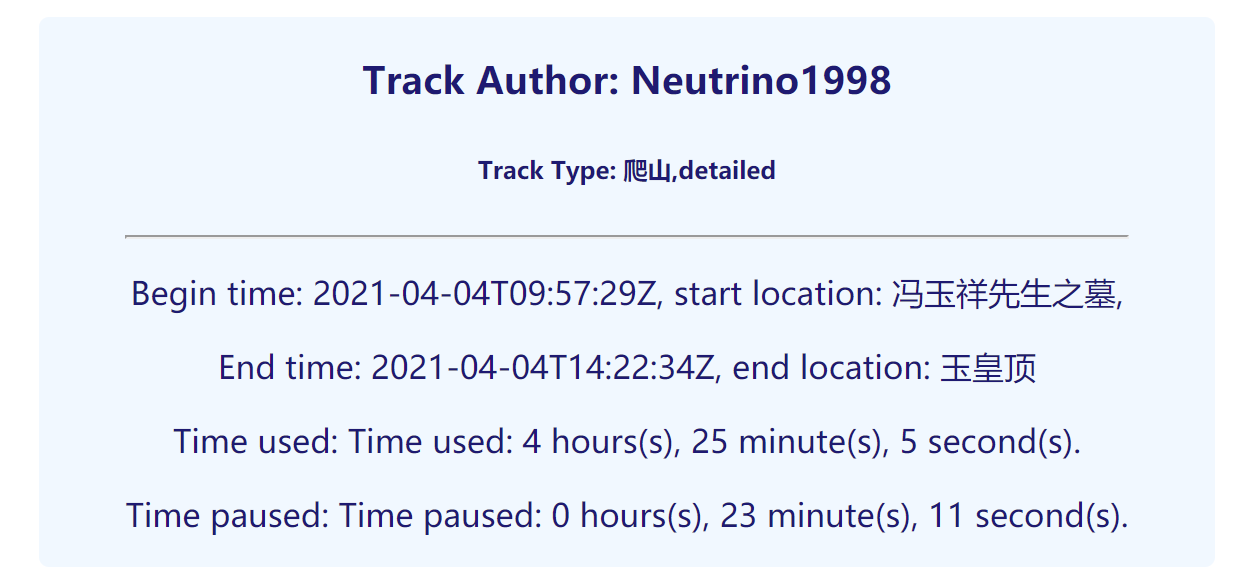 Track Author: Neutrino1998
Track Type: 爬山,detailed
Begin time: 2021-04-04T09:57:29Z, start location: 冯玉祥先生之墓,
End time: 2021-04-04T14:22:34Z, end location: 玉皇顶
Time used: Time used: 4 hours(s), 25 minute(s), 5 second(s).
Time paused: Time paused: 0 hours(s), 23 minute(s), 11 second(s).